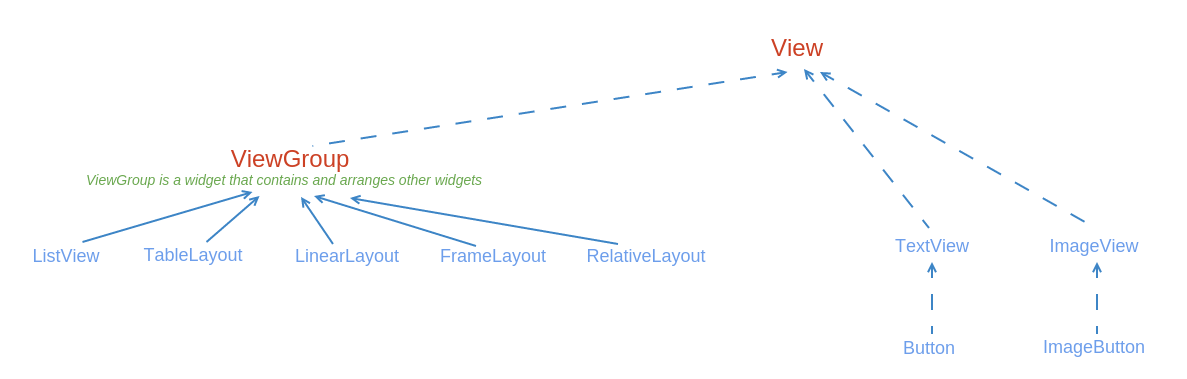 View
ViewGroup
ViewGroup is a widget that contains and arranges other widgets
ListView
TableLayout
LinearLayout
FrameLayout
RelativeLayout
TextView
ImageView
Button
ImageButton